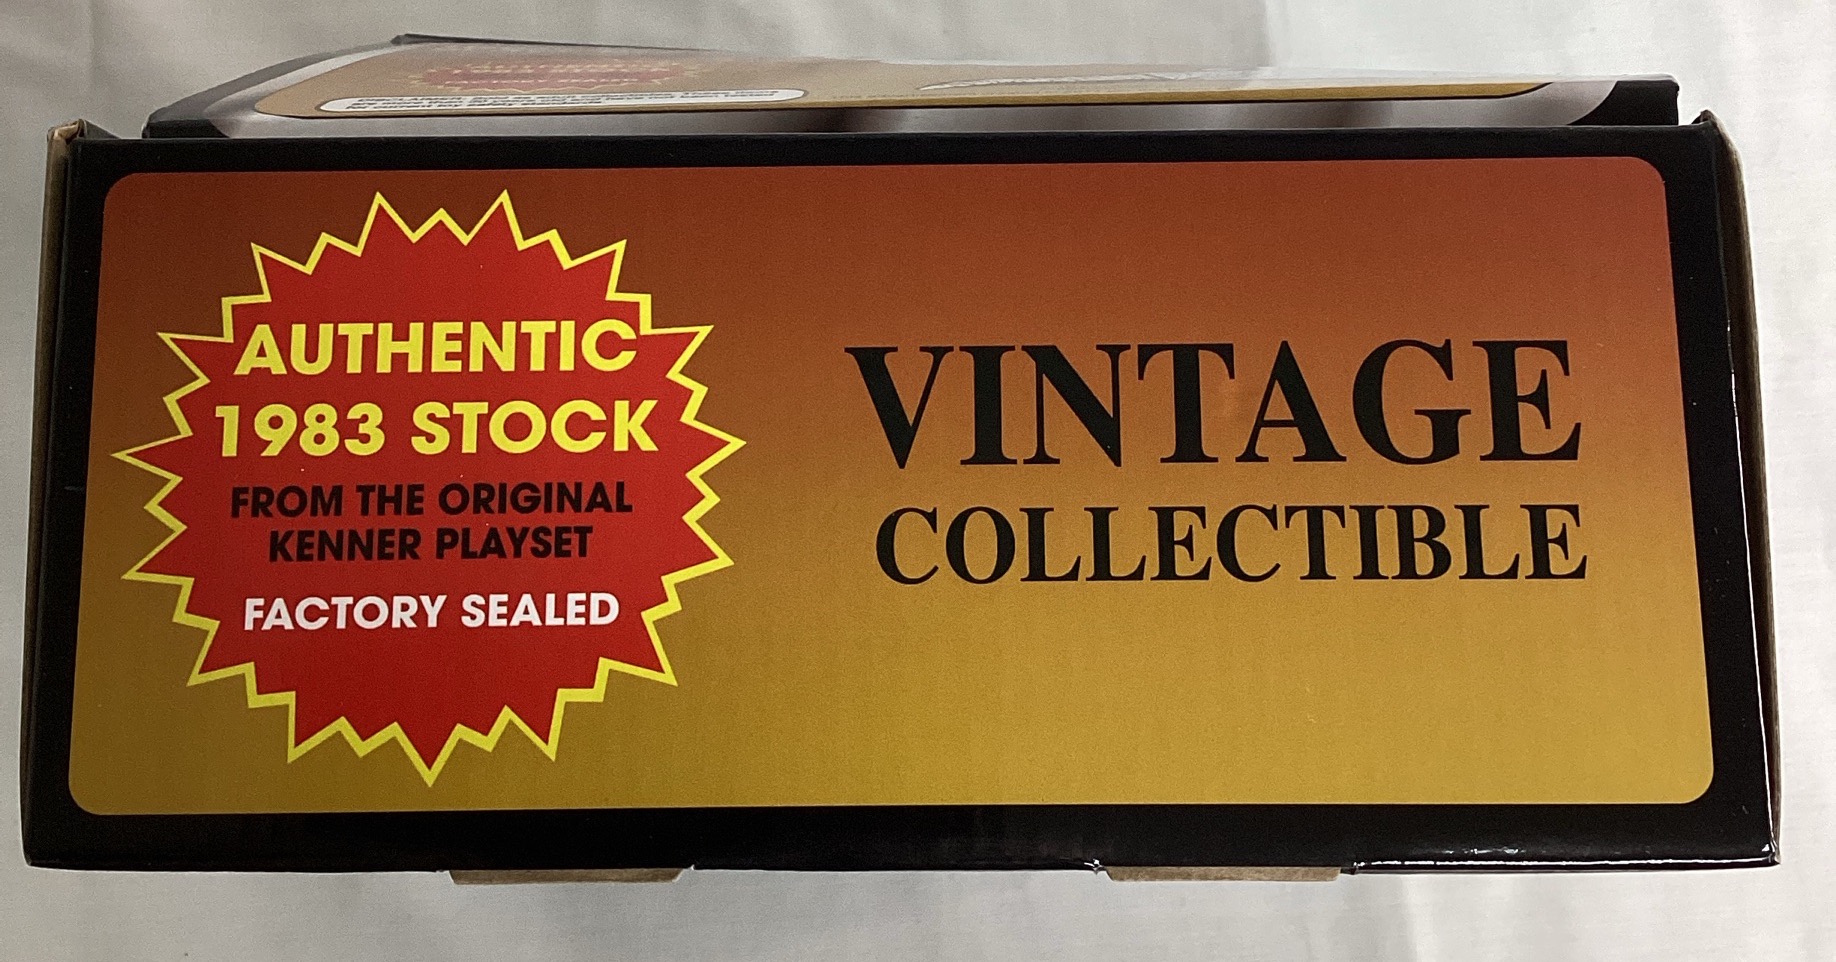 AUTHENTIC
1983 STOCK
FROM THE ORIGINAL
KENNER PLAYSET
FACTORY SEALED
VINTAGE
COLLECTIBLE